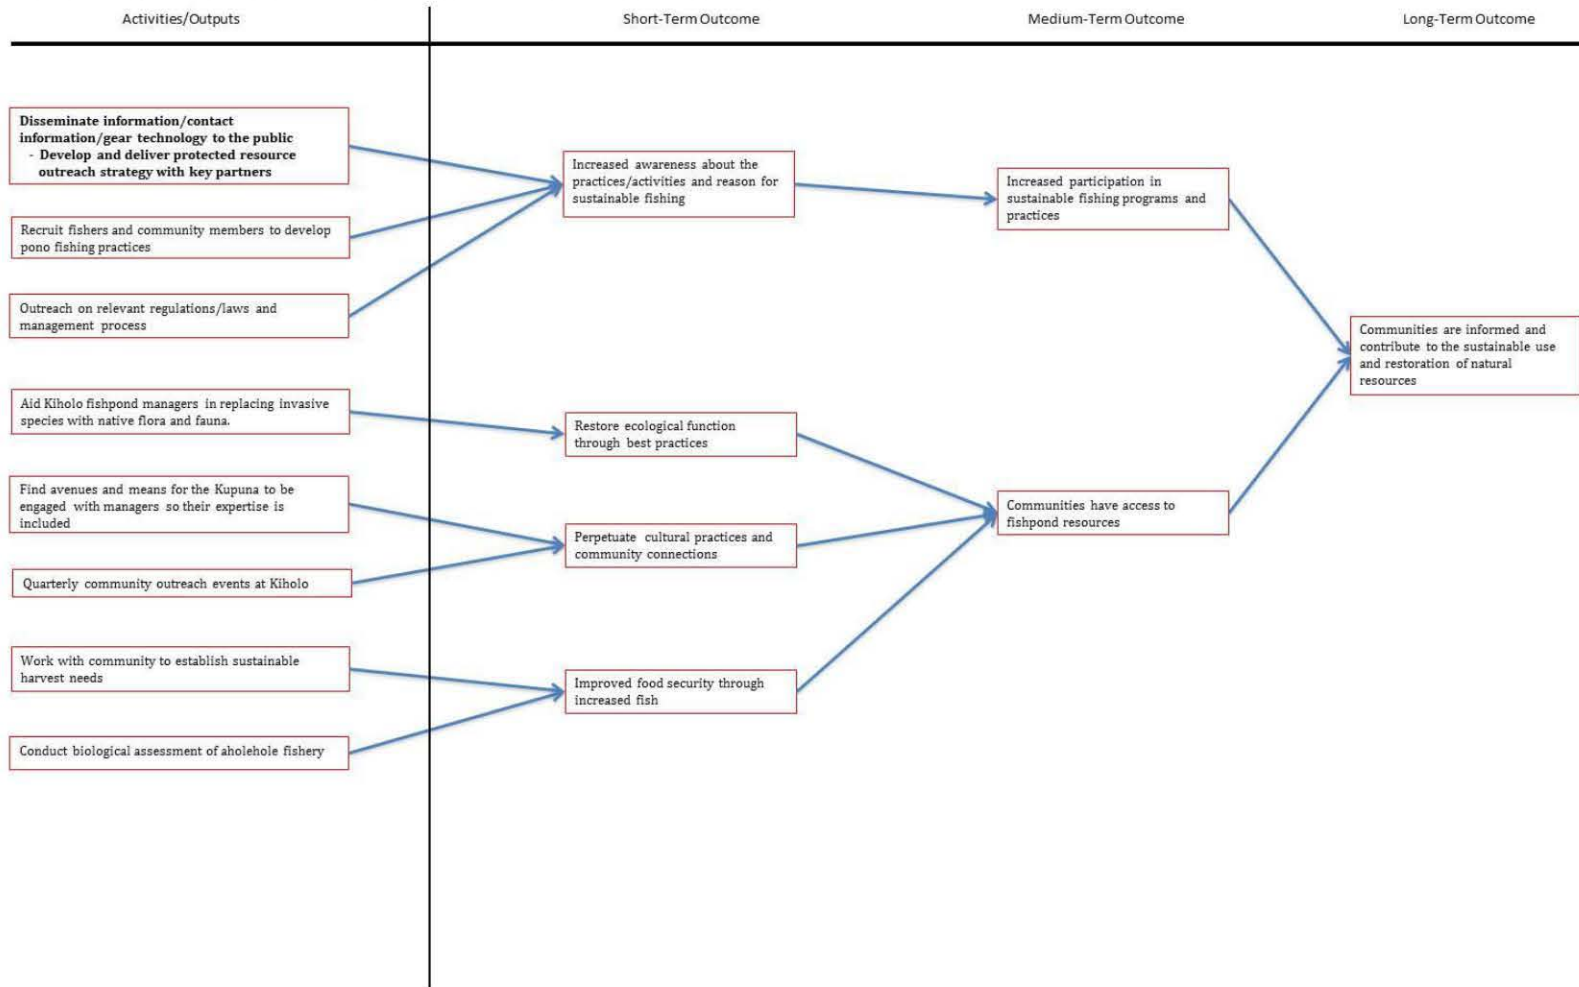 Activities/Outputs
Short-Term Outcome
Medium-Term Outcome
Long-Term Outcome
Disseminate information/contact
information/gear technology to the public
- Develop and deliver protected resource
outreach strategy with key partners
Recruit fishers and community members to develop
pono fishing practices
Outreach on relevant regulations/laws and
management process
Aid Kiholo fishpond managers in replacing invasive
species with native flora and fauna.
Find avenues and means for the Kupuna to be
engaged with managers so their expertise is
included
Quarterly community outreach events at Kiholo
Work with community to establish sustainable
harvest needs
Conduct biological assessment of aholehole fishery
Increased awareness about the
practices/activities and reason for
sustainable fishing
Restore ecological function
through best practices
Perpetuate cultural practices and
community connections
Improved food security through
increased fish
Increased participation in
sustainable fishing programs and
practices
Communities have access to
fishpond resources
Communities are informed and
contribute to the sustainable use
and restoration of natural
resources